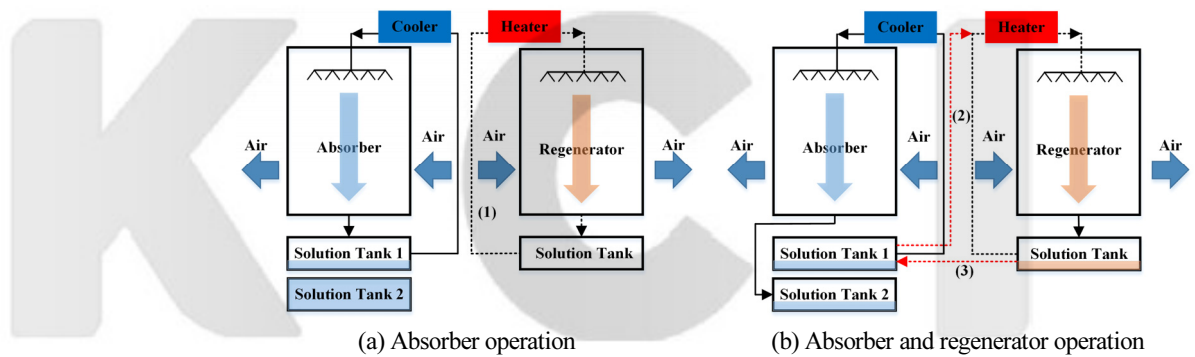 Cooler
Heater
Absorber
Regenerator
Air
Air
Air
Air
(1)
Solution Tank 1
Solution Tank
Solution Tank 2
(a) Absorber operation
Cooler
Heater
(2)
Absorber
Regenerator
Air
Air
Air
Air
Solution Tank 1
Solution Tank
(3)
Solution Tank 2
(b) Absorber and regenerator operation
KCI